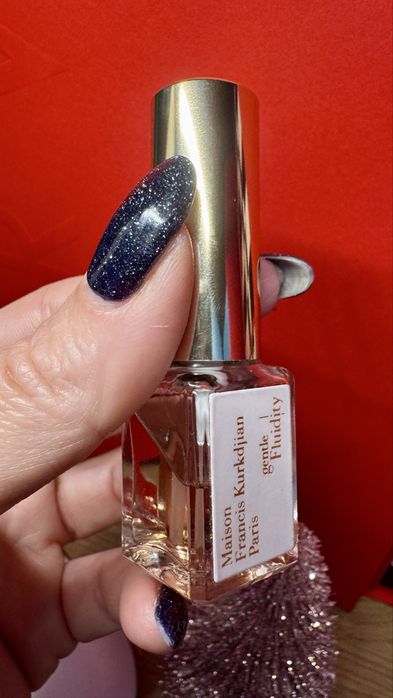 Maison
Francis Kurkdjian
Paris
gentle
Fluidity